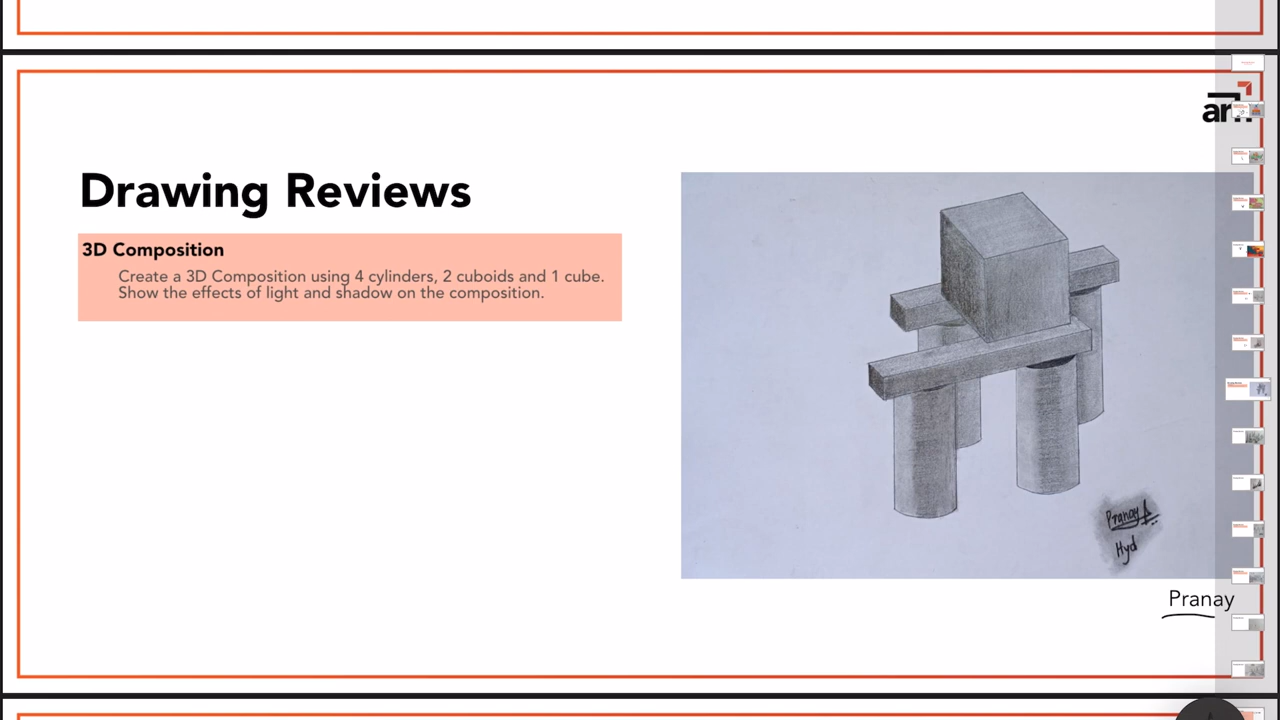 Drawing Reviews
3D Composition
Create a 3D Composition using 4 cylinders, 2 cuboids and 1 cube.
Show the effects of light and shadow on the composition.
Pranay
Hyd
Pranay